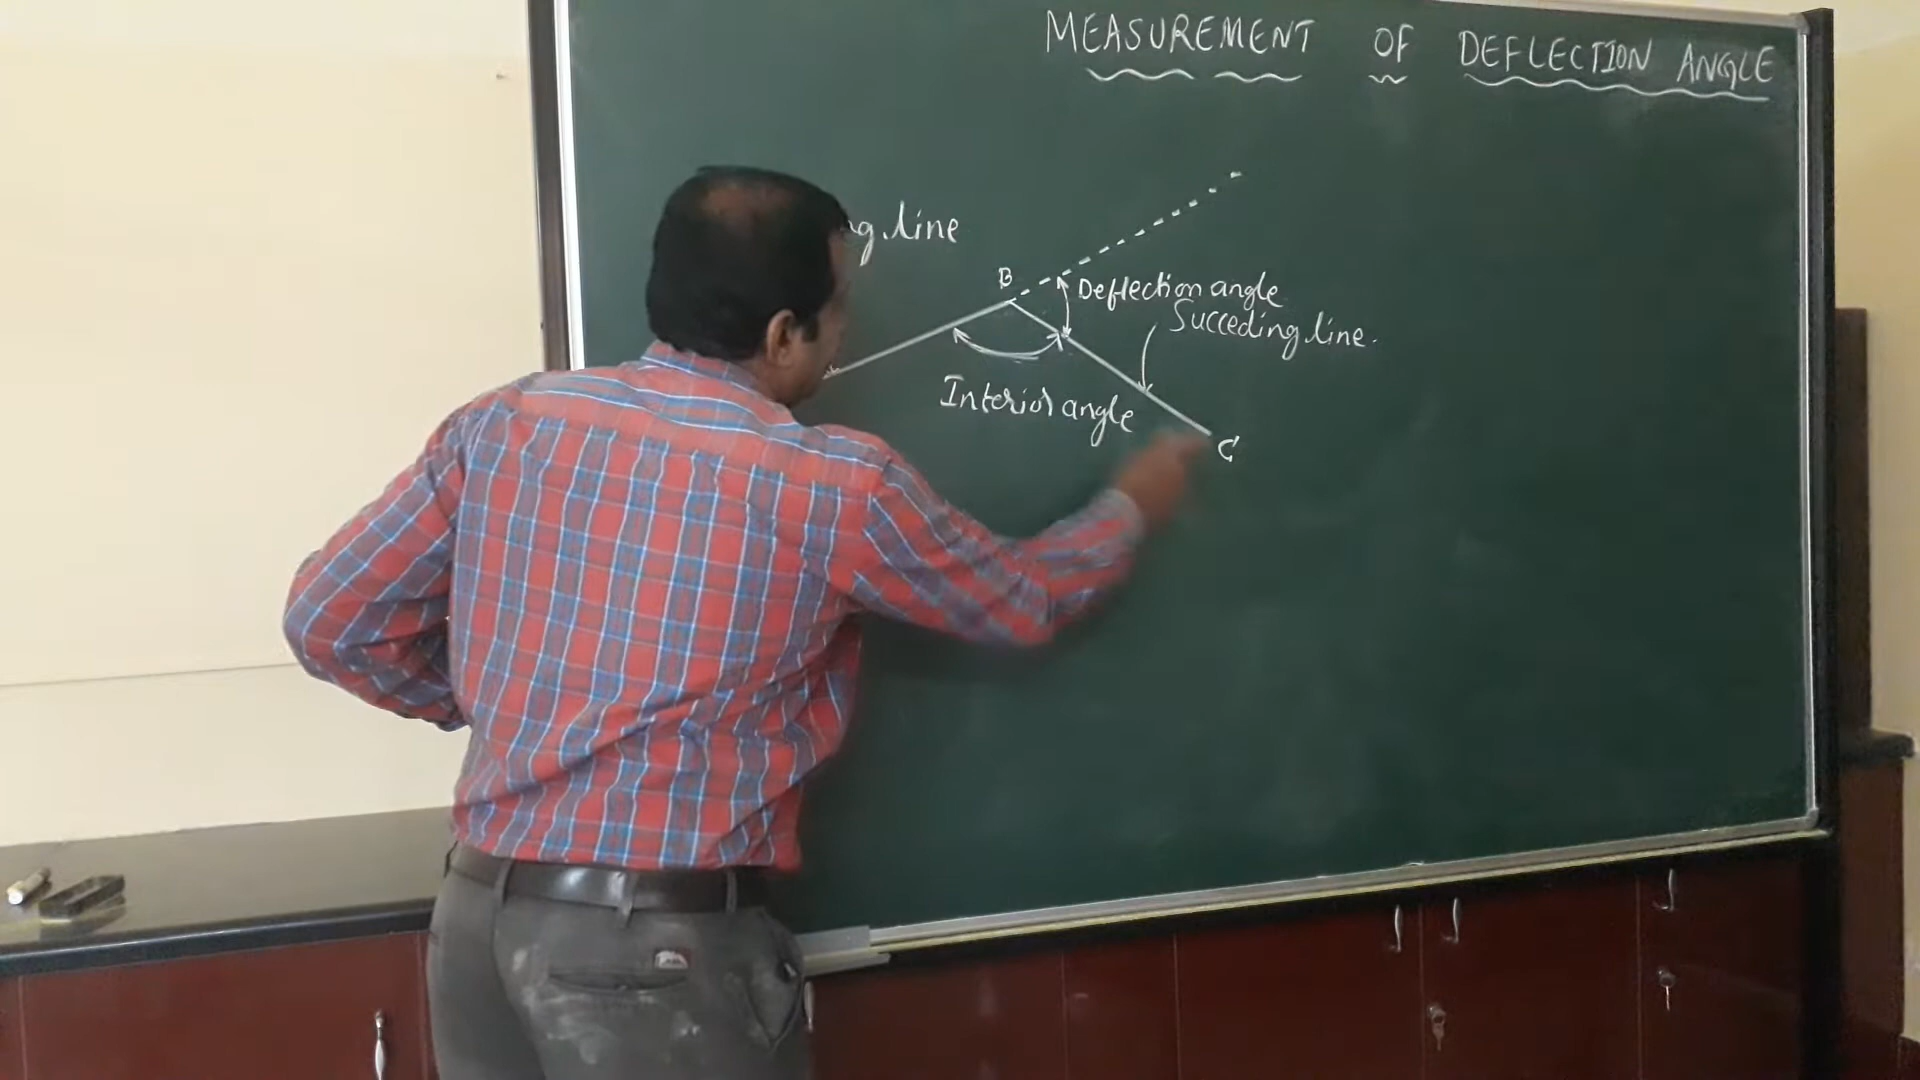 MEASUREMENT OF DEFLECTION ANGLE
line
B
Deflection angle
Succeding line.
Interior angle
C